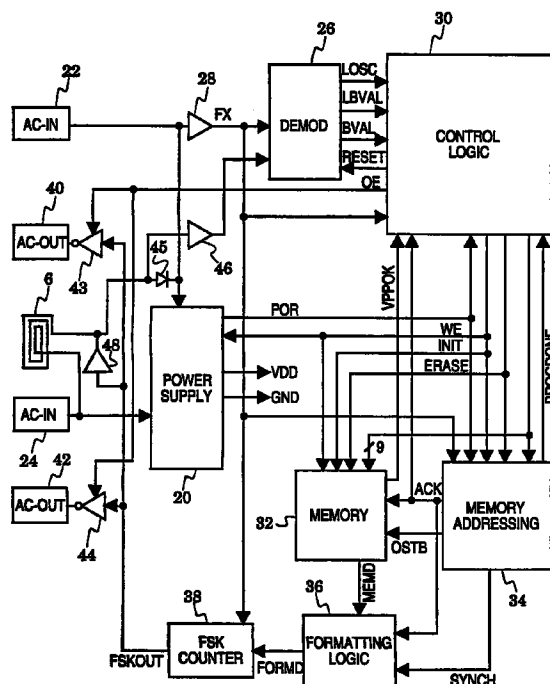 30
26
22
28
LOSC
LBVAL
BVAL
RESET
OE
FX
AC-IN
DEMOD
CONTROL
LOGIC
40
AC-OUT
43
45
46
6
48
VPPOK
POR
WE
INIT
ERASE
POWER
SUPPLY
VDD
GND
AC-IN
24
20
42
AC-OUT
44
9
32
MEMORY
ACK
OSTB
MEMORY
ADDRESSING
34
MEMD
36
38
FSK
COUNTER
FORMATTING
LOGIC
FSKOUT
FORMD
SYNCH